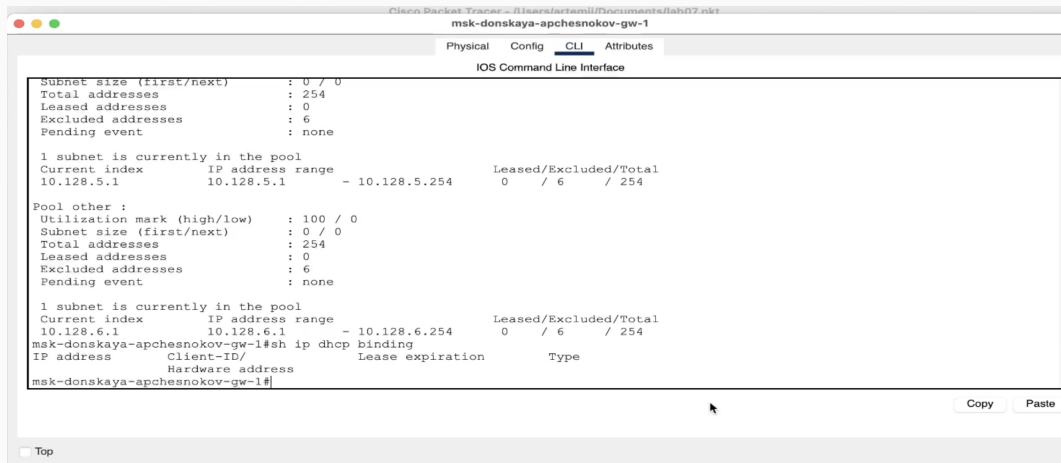 Cisco Packet Tracer - /Users/artemii/Documents/lab07.pkt
msk-donskaya-apchesnokov-gw-1
Physical Config CLI Attributes
IOS Command Line Interface
Subnet size (first/next) : 0 / 0
Total addresses : 254
Leased addresses : 0
Excluded addresses : 6
Pending event : none
1 subnet is currently in the pool
Current index IP address range Leased/Excluded/Total
10.128.5.1 10.128.5.1 - 10.128.5.254 0 / 6 / 254
Pool other :
Utilization mark (high/low) : 100 / 0
Subnet size (first/next) : 0 / 0
Total addresses : 254
Leased addresses : 0
Excluded addresses : 6
Pending event : none
1 subnet is currently in the pool
Current index IP address range Leased/Excluded/Total
10.128.6.1 10.128.6.1 - 10.128.6.254 0 / 6 / 254
msk-donskaya-apchesnokov-gw-1#sh ip dhcp binding
IP address Client-ID/ Lease expiration Type
Hardware address
msk-donskaya-apchesnokov-gw-1#
Copy Paste
Top